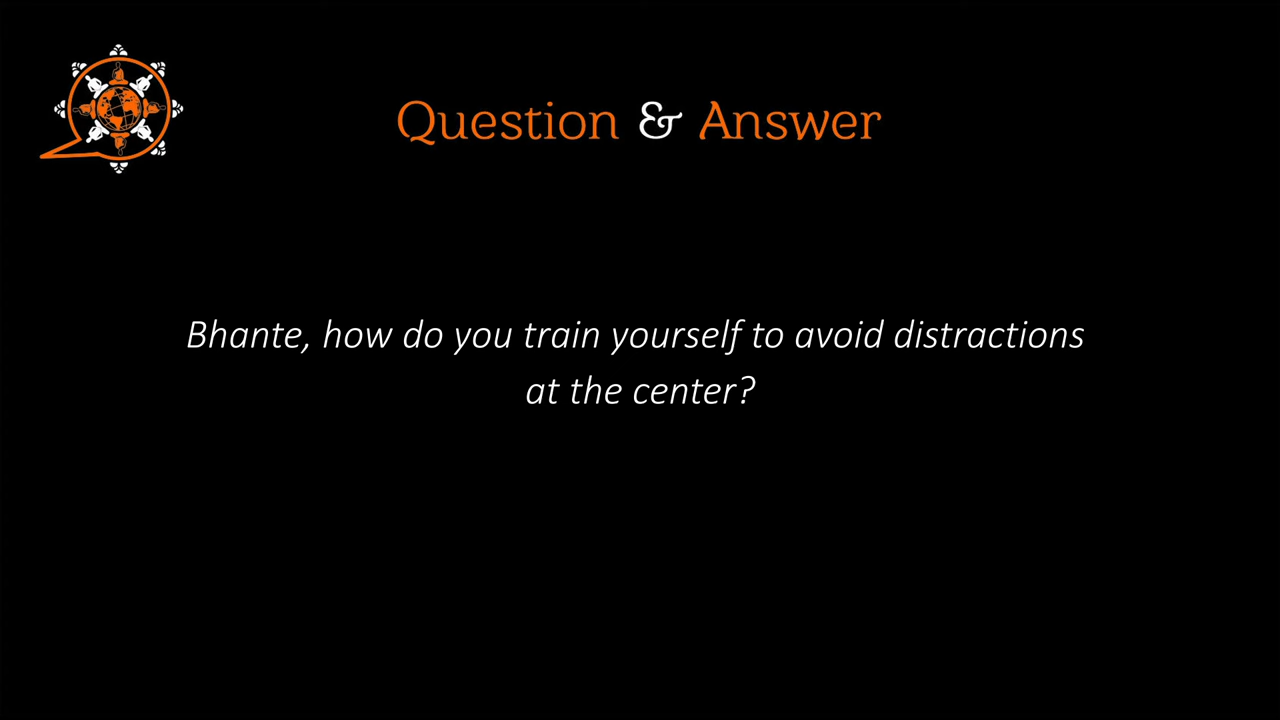 Question & Answer
Bhante, how do you train yourself to avoid distractions
at the center?